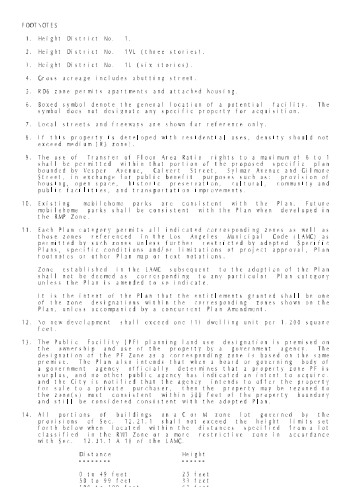 FOOTNOTES
1. Height District No. 1.
2. Height District No. 1VL (three stories).
3. Height District No. 1L (six stories).
4. Gross acreage includes abutting street.
5. RD6 zone permits apartments and attached housing.
6. Boxed symbol denote the general location of a potential facility. The
symbol does not designate any specific property for acquisition.
7. Local streets and freeways are shown for reference only.
8. If this property is developed with residential uses, density should not
exceed medium (R) zone).
9. The use of Transfer of Floor Area Ratio rights to a maximum of 6 to 1
shall be permitted within that portion of the proposed specific plan
bounded by Vesper Avenue, Calvert Street, Sylmar Avenue and Gilmore
Street, in exchange for public benefit purposes such as: provision of
housing, open space, historic preservation, cultural, community and
public facilities, and transportation improvements
10. Existing mobilehome parks are consistent with the Plan. Future
mobilehome parks shall be consistent with the Plan when developed in
the RMP Zone.
11. Each Plan category permits all indicated corresponding zones as well as
those zones referenced in the Los Angeles Municipal Code (LAMC) as
permitted by such zones unless further restricted by adopted Specific
Plans, specific conditions and/or limitations of project approval, Plan
footnotes or other Plan map or text notations.
Zone established in the LAMC subsequent to the adoption of the Plan
shall not be deemed as corresponding to any particular Plan category
unless the Plan is amended to so indicate.
It is the intent of the Plan that the entitlements granted shall be one
of the zone designations within the corresponding zones shown on the
Plan, unless accompanied by a concurrent Plan Amendment.
12. No new development shall exceed one (1) dwelling unit per 1,200 square
feet.
13. The Public Facility (PF) planning land use designation is premised on
the ownership and use of the property by a government agency. The
designation of the PF Zone as a corresponding zone is based on the same
premise. The Plan also intends that when a board or governing body of
a government agency officially determines that a property zone PF is
surplus, and no other public agency has indicated an intent to acquire,
and the City is notified that the agency intends to offer the property
for sale to a private purchaser, then the property may be rezoned to
the zone(s) most consistent within 500 feet of the property boundary
and still be considered consistent with the adopted Plan.
14. All portions of buildings on a C or M zone lot governed by the
provisions of Sec. 12.21.1 shall not exceed the height limits set
forth below when located within the distances specified from a lot
classified in the RW1 Zone or a more restrictive zone in accordance
with Sec. 12.21.1 A 10 of the LAMC.
Distance Height
0 to 49 feet 25 feet
50 to 99 feet 33 feet